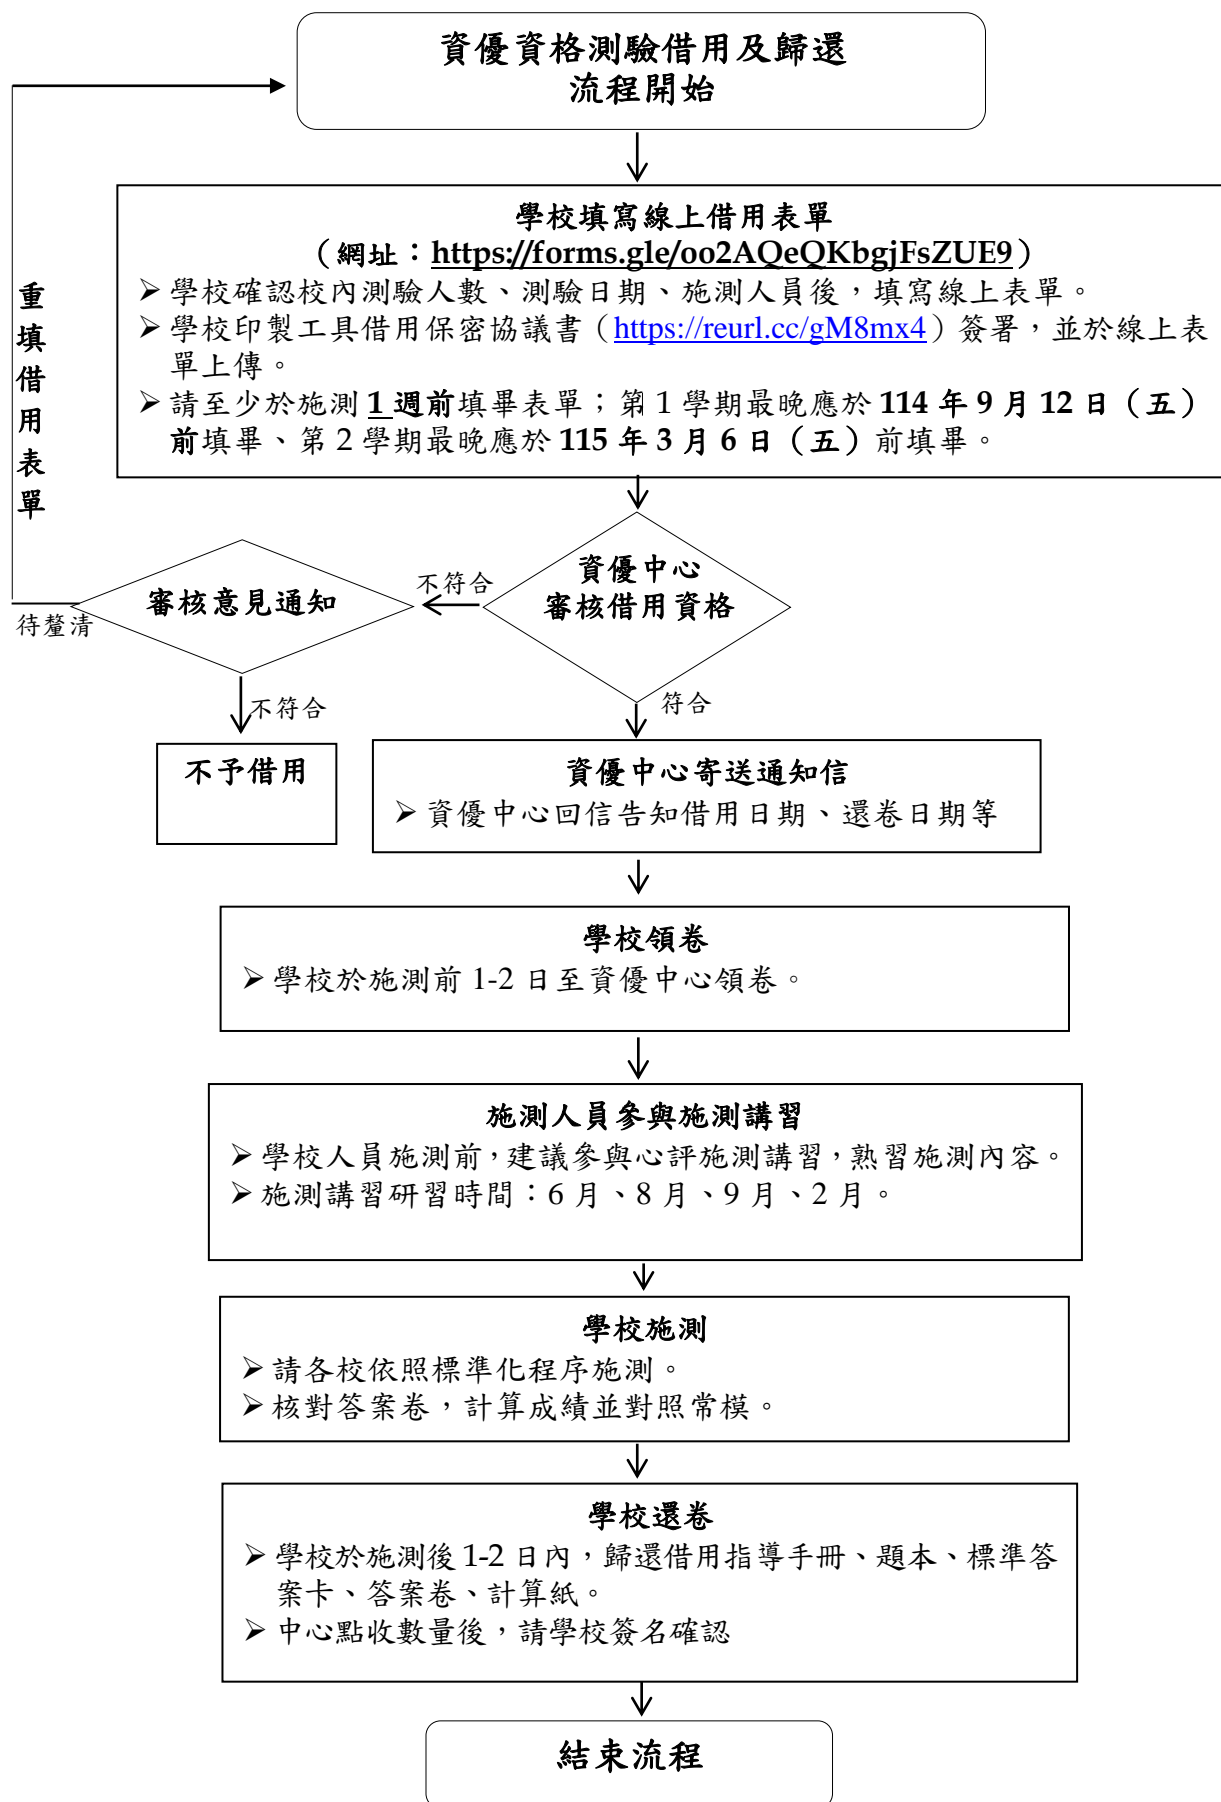 資優資格測驗借用及歸還
流程開始
學校填寫線上借用表單
（網址：https://forms.gle/oo2AQeQKbgjFsZUE9）
➢學校確認校內測驗人數、測驗日期、施測人員後，填寫線上表單。
➢學校印製工具借用保密協議書（https://reurl.cc/gM8mx4）簽署，並於線上表
單上傳。
➢請至少於施測 1 週前填畢表單；第 1 學期最晚應於 114 年 9 月 12 日（五）
前填畢、第 2 學期最晚應於 115 年 3 月 6 日（五）前填畢。
重填借用表單
資優中心
審核借用資格
不符合
審核意見通知
待釐清
不符合
符合
不予借用
資優中心寄送通知信
➢資優中心回信告知借用日期、還卷日期等
學校領卷
➢學校於施測前 1-2 日至資優中心領卷。
施測人員參與施測講習
➢學校人員施測前，建議參與心評施測講習，熟習施測內容。
➢施測講習研習時間：6 月、8 月、9 月、2 月。
學校施測
➢請各校依照標準化程序施測。
➢核對答案卷，計算成績並對照常模。
學校還卷
➢學校於施測後 1-2 日內，歸還借用指導手冊、題本、標準答
案卡、答案卷、計算紙。
➢中心點收數量後，請學校簽名確認
結束流程